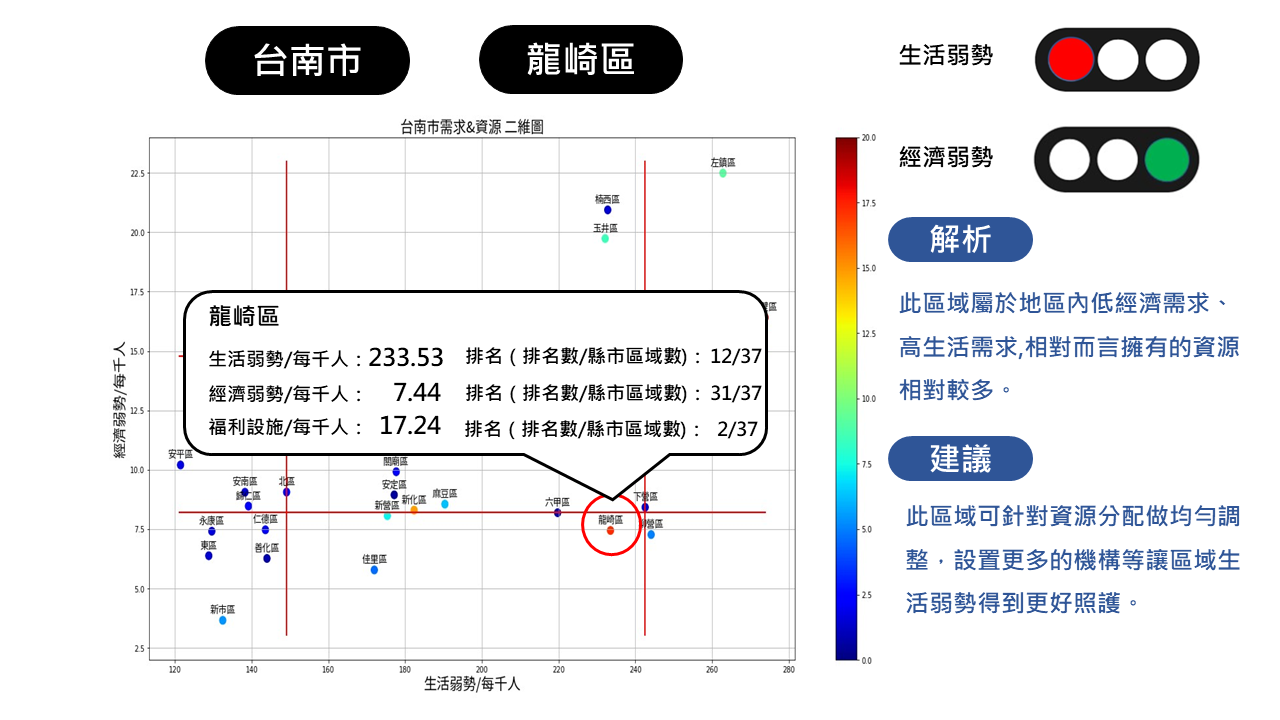 台南市
龍崎區
生活弱勢
經濟弱勢
台南市需求&資源 二維圖
22.5
20.0
17.5
15.0
12.5
10.0
7.5
5.0
2.5
經濟弱勢/每千人
120
140
160
180
200
220
240
260
280
生活弱勢/每千人
左鎮區
楠西區
玉井區
龍崎區
生活弱勢/每千人：233.53 排名 ( 排名數/縣市區域數)：12/37
經濟弱勢/每千人： 7.44 排名 ( 排名數/縣市區域數)：31/37
福利設施/每千人： 17.24 排名 ( 排名數/縣市區域數)： 2/37
安平區
安南區
歸仁區
北區
永康區
仁德區
東區
善化區
新市區
關廟區
安定區
新營區
新化區
麻豆區
佳里區
六甲區
下營區
龍崎區
20.0
17.5
15.0
12.5
10.0
7.5
5.0
2.5
0.0
解析
此區域屬於地區內低經濟需求、
高生活需求,相對而言擁有的資源
相對較多。
建議
此區域可針對資源分配做均勻調
整，設置更多的機構等讓區域生
活弱勢得到更好照護。